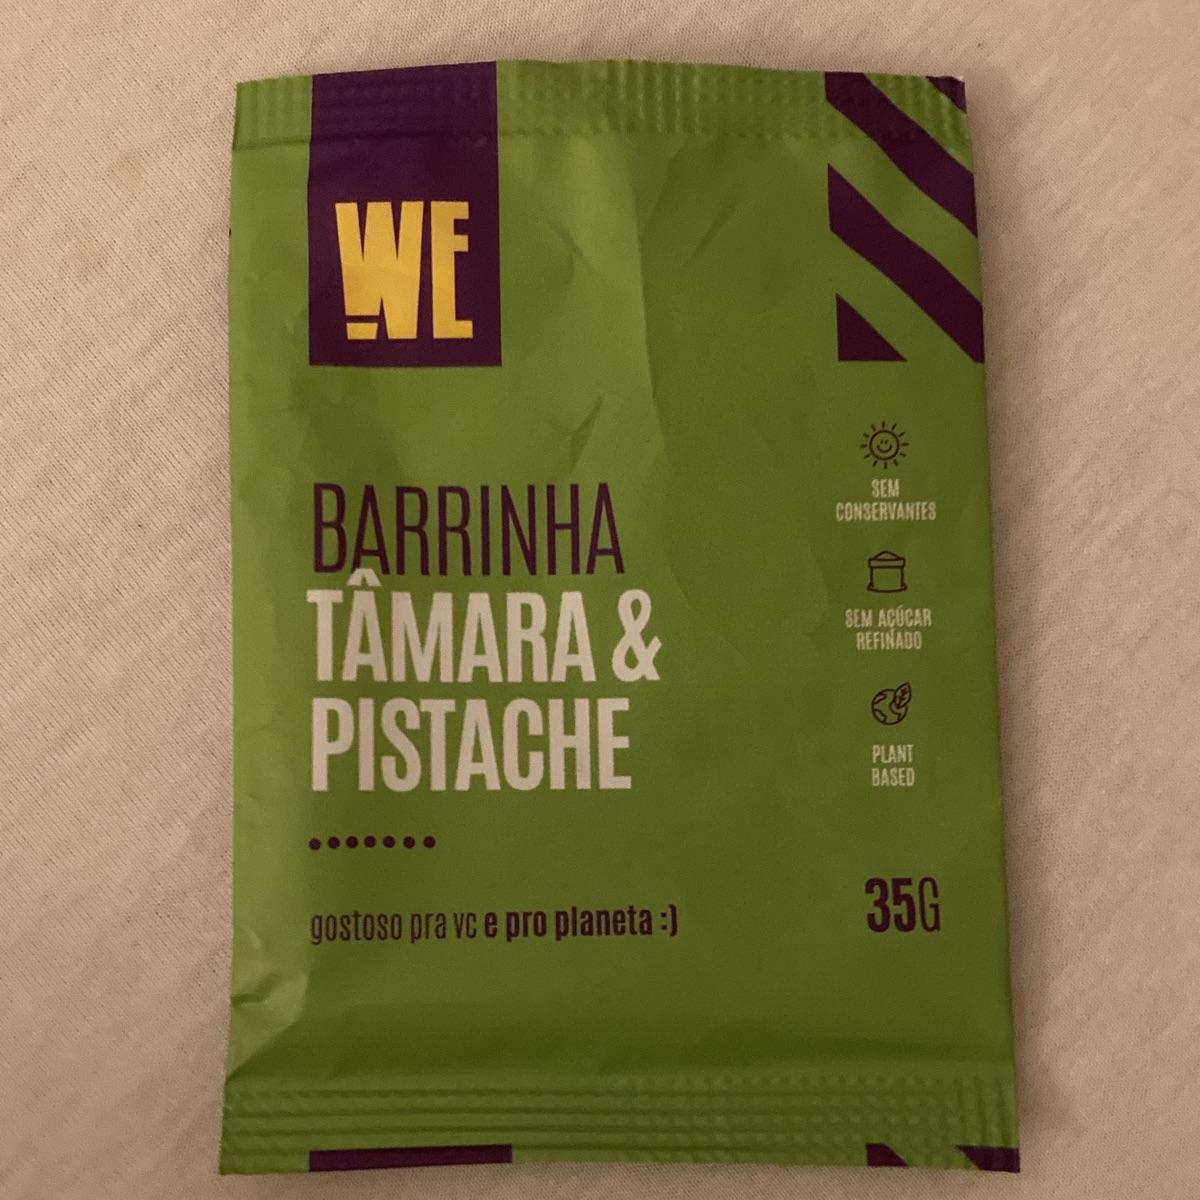 WE
BARRINHA
TÂMARA &
PISTACHE
gostoso pra vc e pro planeta :)
SEM
CONSERVANTES
SEM AÇÚCAR
REFINADO
PLANT
BASED
35G